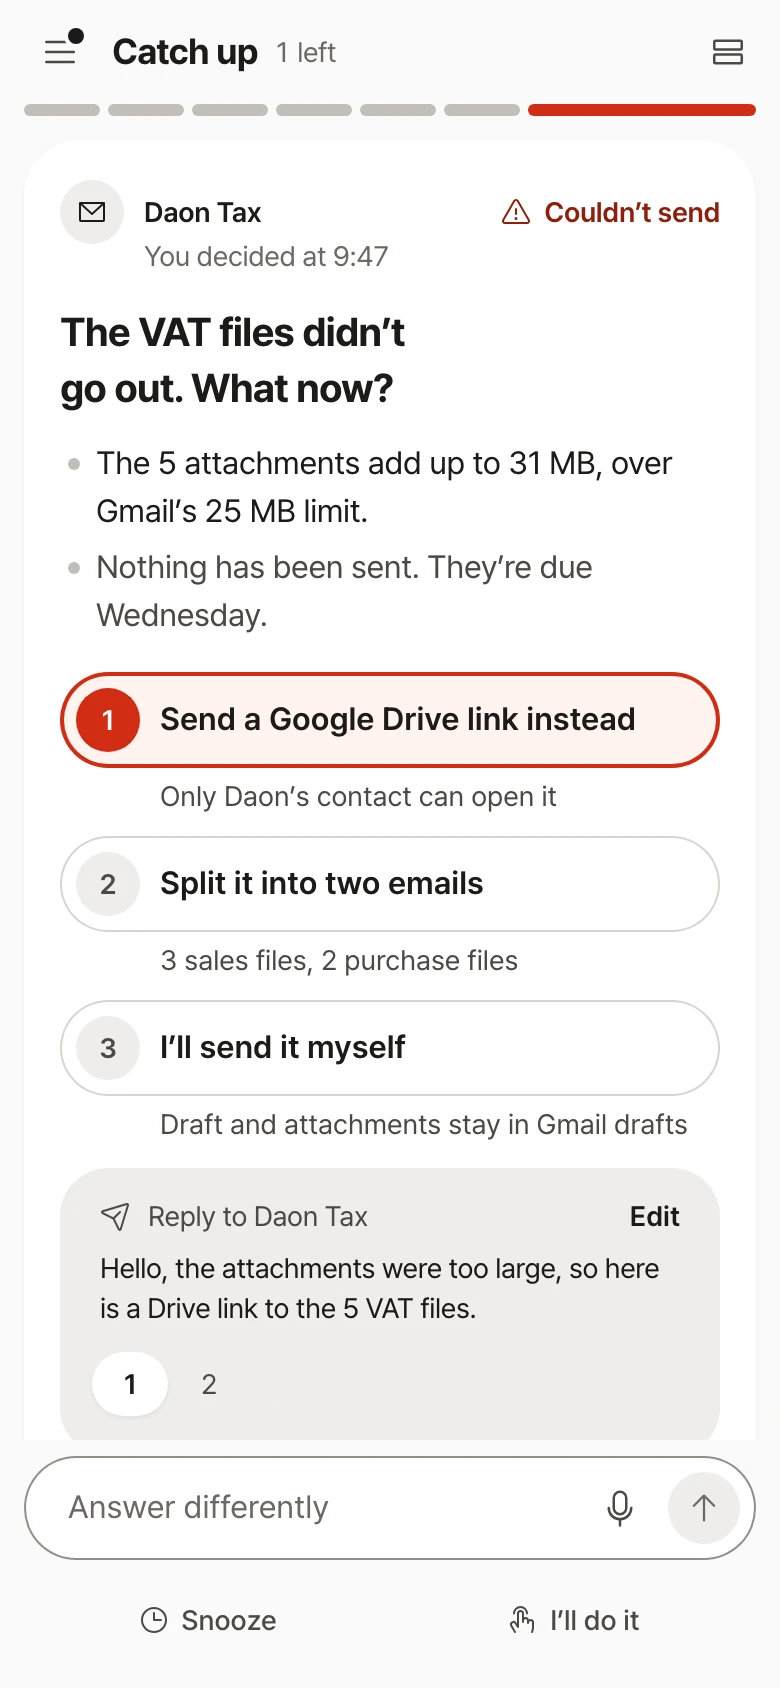 Catch up 1 left
Daon Tax
Couldn’t send
You decided at 9:47
The VAT files didn’t
go out. What now?
The 5 attachments add up to 31 MB, over
Gmail’s 25 MB limit.
Nothing has been sent. They’re due
Wednesday.
1 Send a Google Drive link instead
Only Daon’s contact can open it
2 Split it into two emails
3 sales files, 2 purchase files
3 I’ll send it myself
Draft and attachments stay in Gmail drafts
Reply to Daon Tax
Edit
Hello, the attachments were too large, so here
is a Drive link to the 5 VAT files.
1 2
Answer differently
Snooze
I’ll do it